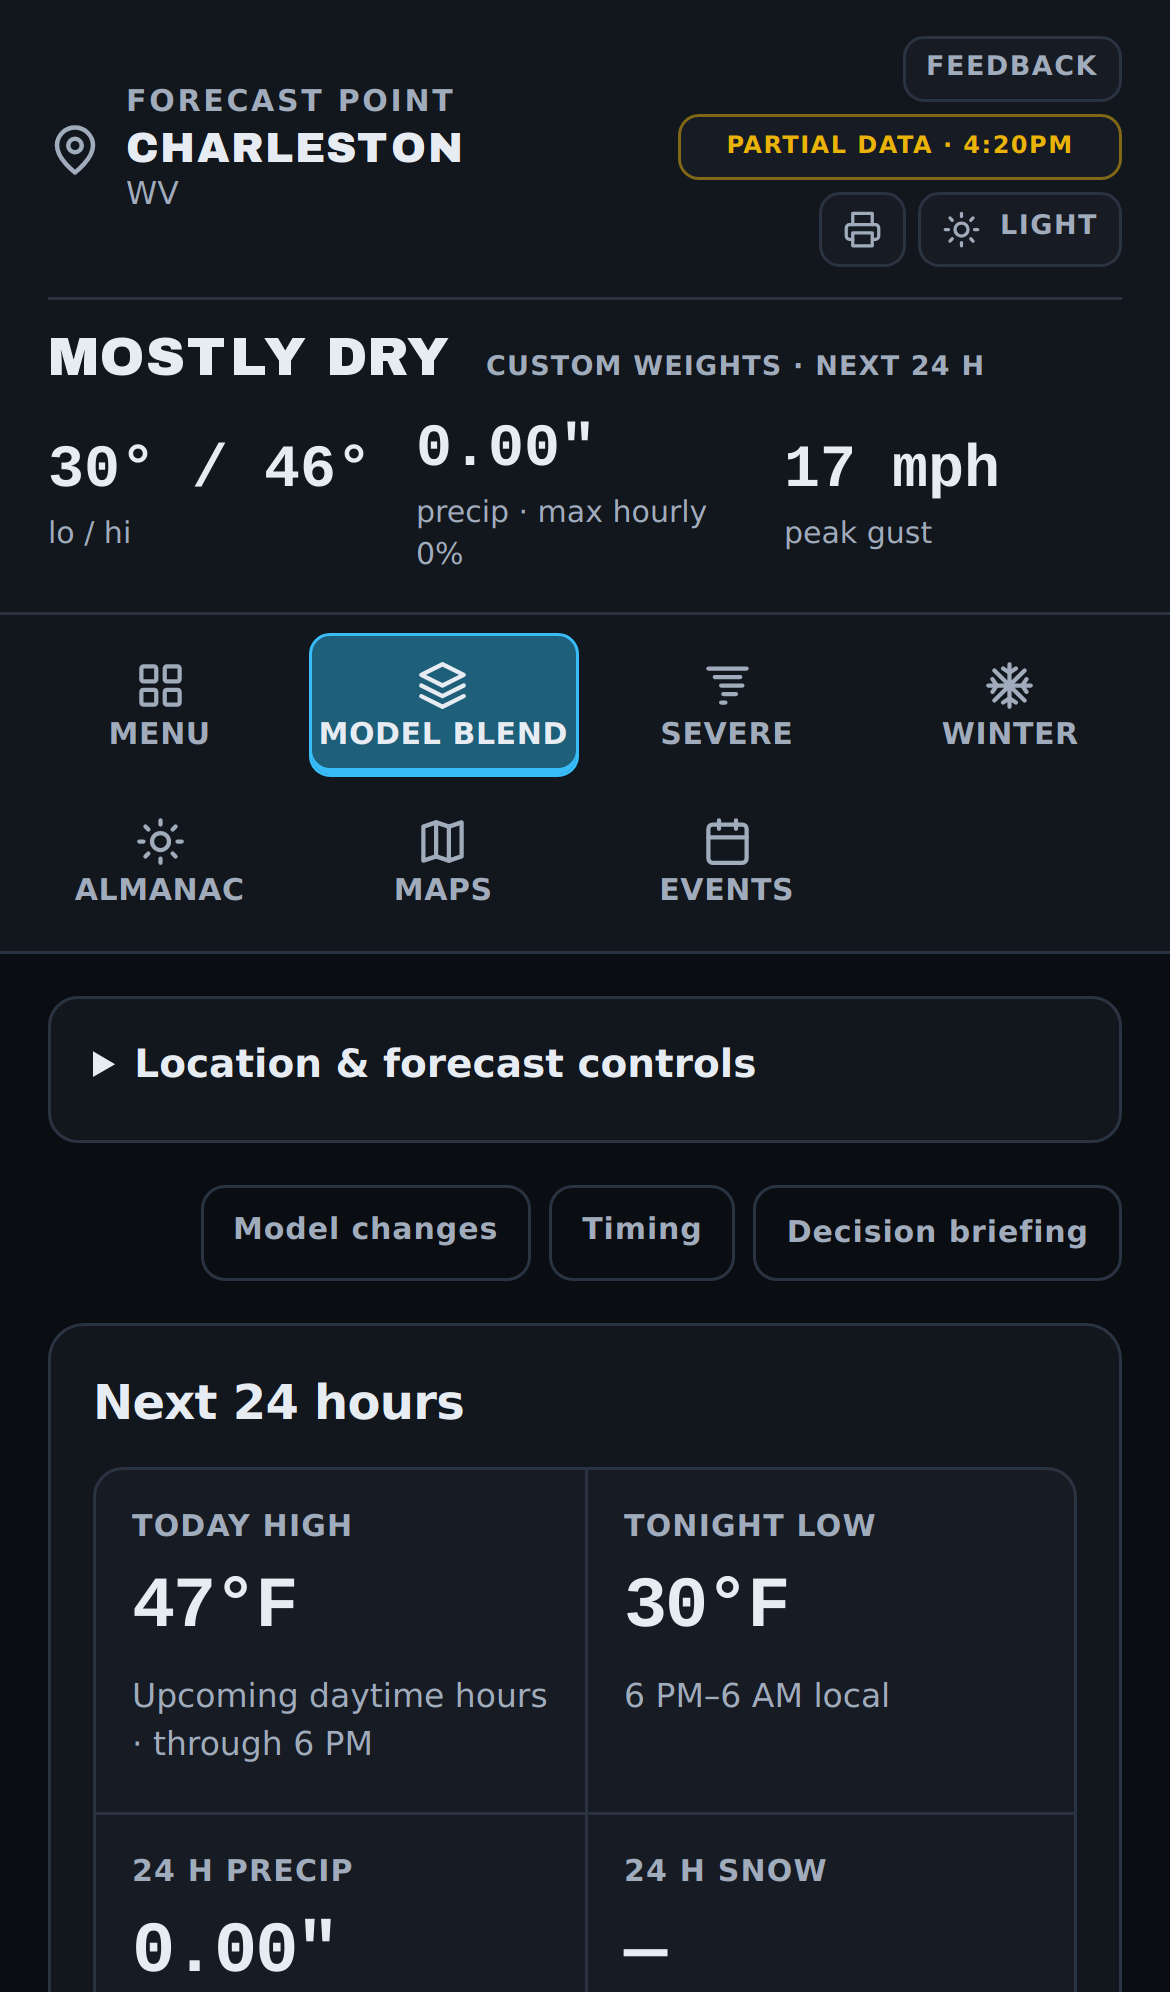 FEEDBACK
FORECAST POINT
CHARLESTON
WV
PARTIAL DATA · 4:20PM
LIGHT
MOSTLY DRY CUSTOM WEIGHTS · NEXT 24 H
30° / 46°
lo / hi
0.00"
precip · max hourly
0%
17 mph
peak gust
MENU
MODEL BLEND
SEVERE
WINTER
ALMANAC
MAPS
EVENTS
Location & forecast controls
Model changes
Timing
Decision briefing
Next 24 hours
TODAY HIGH
47°F
Upcoming daytime hours
· through 6 PM
TONIGHT LOW
30°F
6 PM–6 AM local
24 H PRECIP
0.00"
24 H SNOW
—